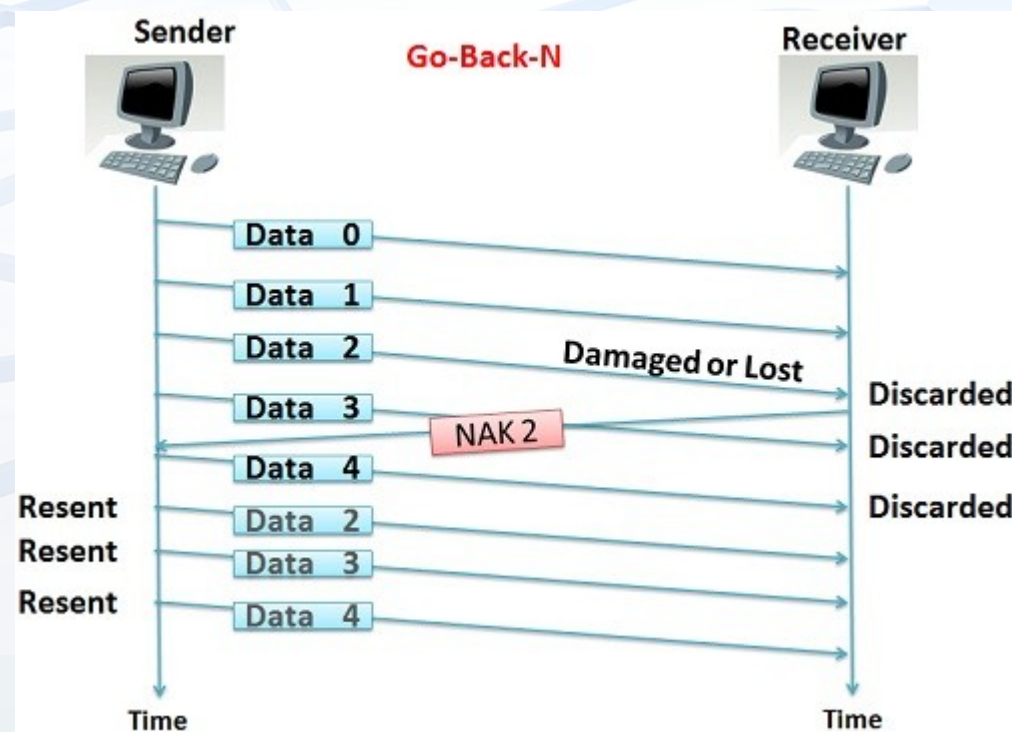 Sender
Go-Back-N
Receiver
Data 0
Data 1
Data 2
Damaged or Lost
Discarded
Data 3
NAK 2
Discarded
Data 4
Resent
Data 2
Discarded
Resent
Data 3
Resent
Data 4
Time
Time